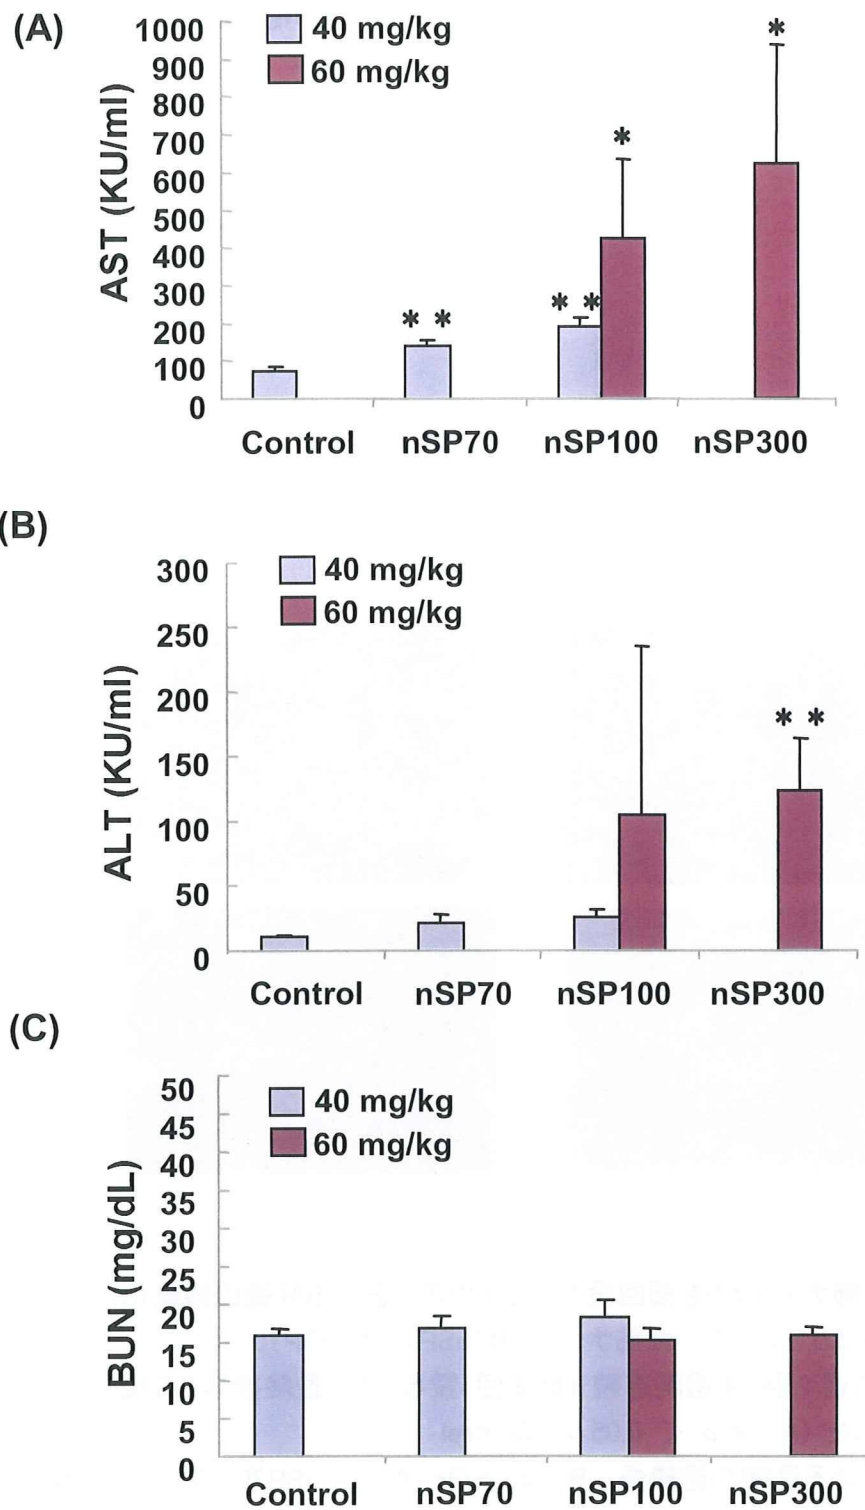 (A)
AST (KU/ml)
1000
900
800
700
600
500
400
300
200
100
0
40 mg/kg
60 mg/kg
* *
* *
*
*
Control nSP70 nSP100 nSP300
(B)
ALT (KU/ml)
300
250
200
150
100
50
0
40 mg/kg
60 mg/kg
* *
Control nSP70 nSP100 nSP300
(C)
BUN (mg/dL)
50
45
40
35
30
25
20
15
10
5
0
40 mg/kg
60 mg/kg
Control nSP70 nSP100 nSP300